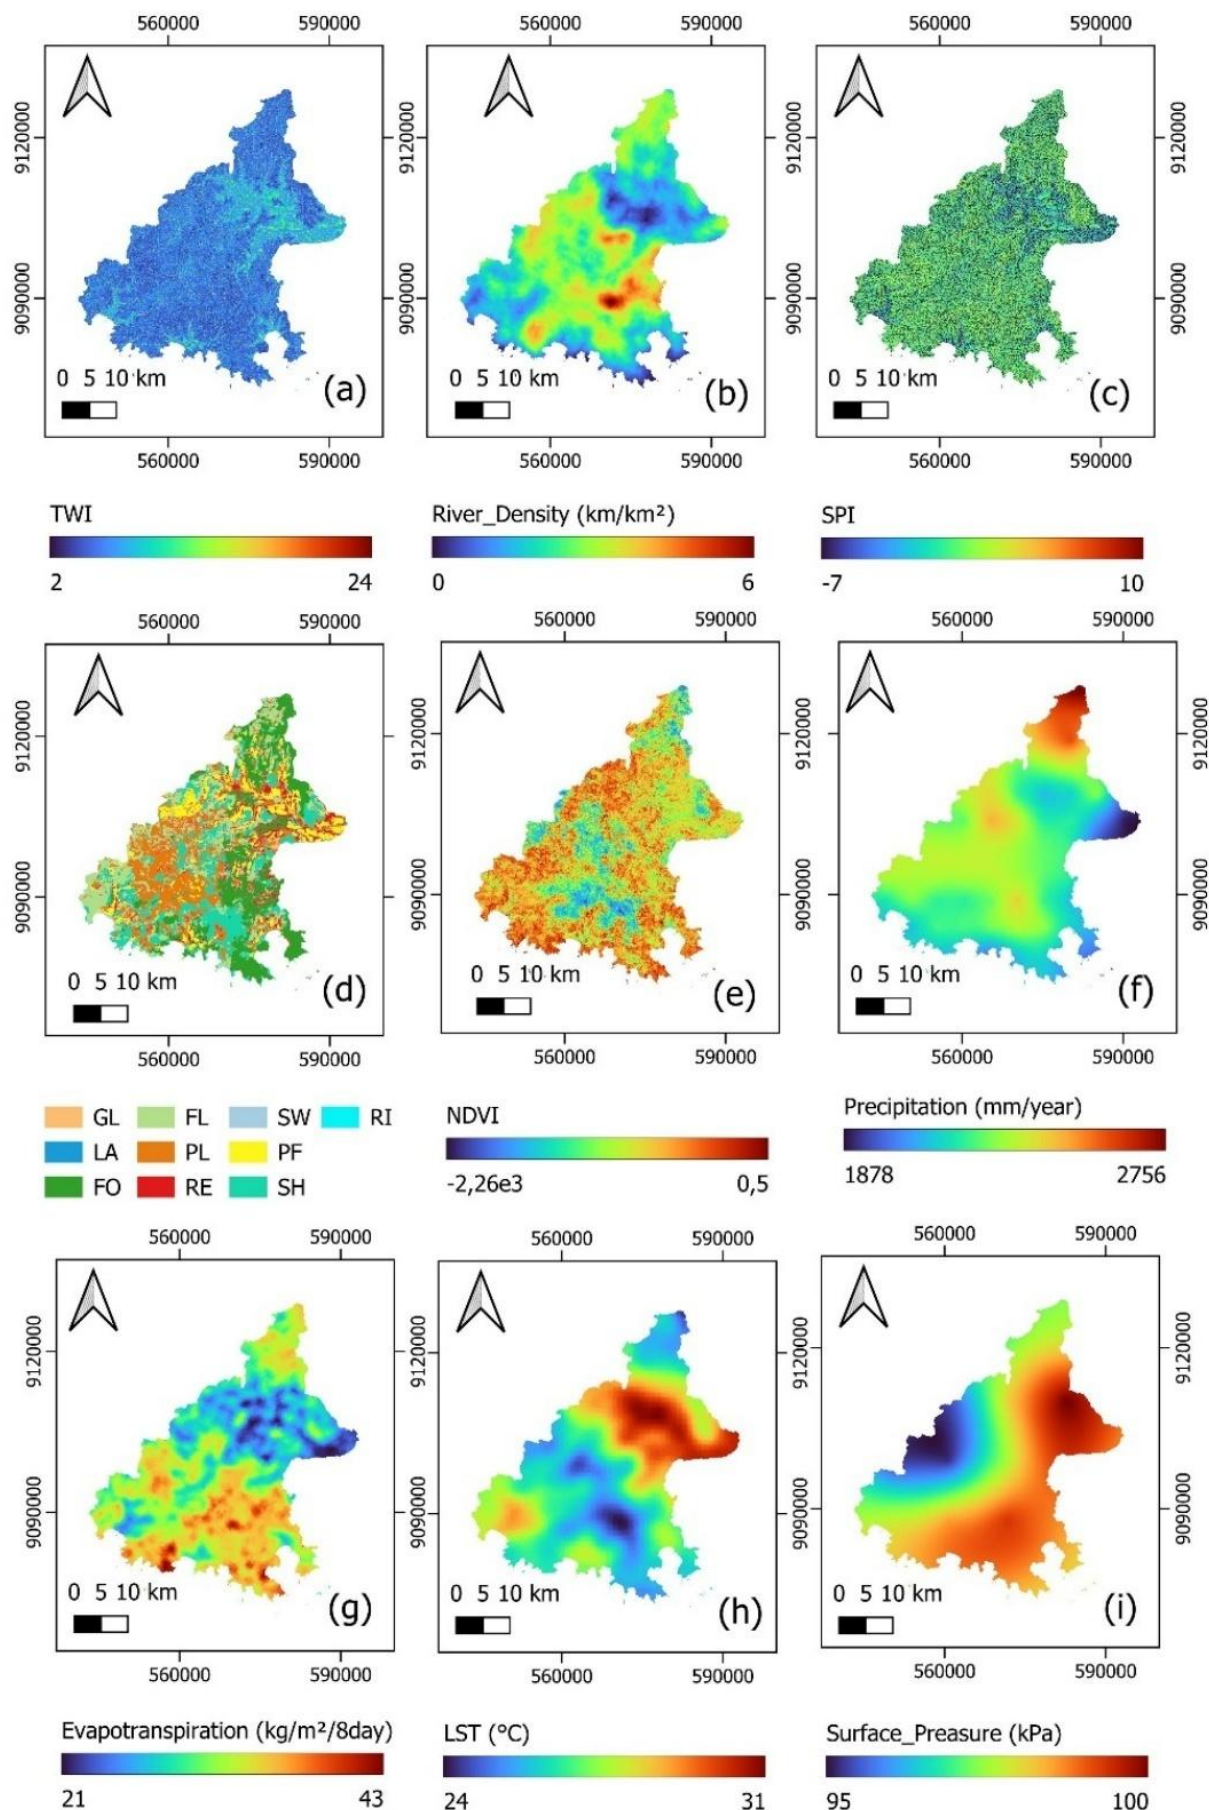 560000 590000 560000 590000 560000 590000
9120000 9120000 9120000 9120000
9090000 9090000 9090000 9090000
0 5 10 km (a) 0 5 10 km (b) 0 5 10 km (c)
560000 590000 560000 590000 560000 590000
TWI River_Density (km/km²) SPI
2 24 0 6 -7 10
560000 590000 560000 590000 560000 590000
9120000 9120000 9120000 9120000
9090000 9090000 9090000 9090000
0 5 10 km (d) 0 5 10 km (e) 0 5 10 km (f)
560000 590000 560000 590000 560000 590000
GL FL SW RI NDVI Precipitation (mm/year)
LA PL PF
FO RE SH -2,26e3 0,5 1878 2756
560000 590000 560000 590000 560000 590000
9120000 9120000 9120000 9120000
9090000 9090000 9090000 9090000
0 5 10 km (g) 0 5 10 km (h) 0 5 10 km (i)
560000 590000 560000 590000 560000 590000
Evapotranspiration (kg/m²/8day) LST (°C) Surface_Preasure (kPa)
21 43 24 31 95 100